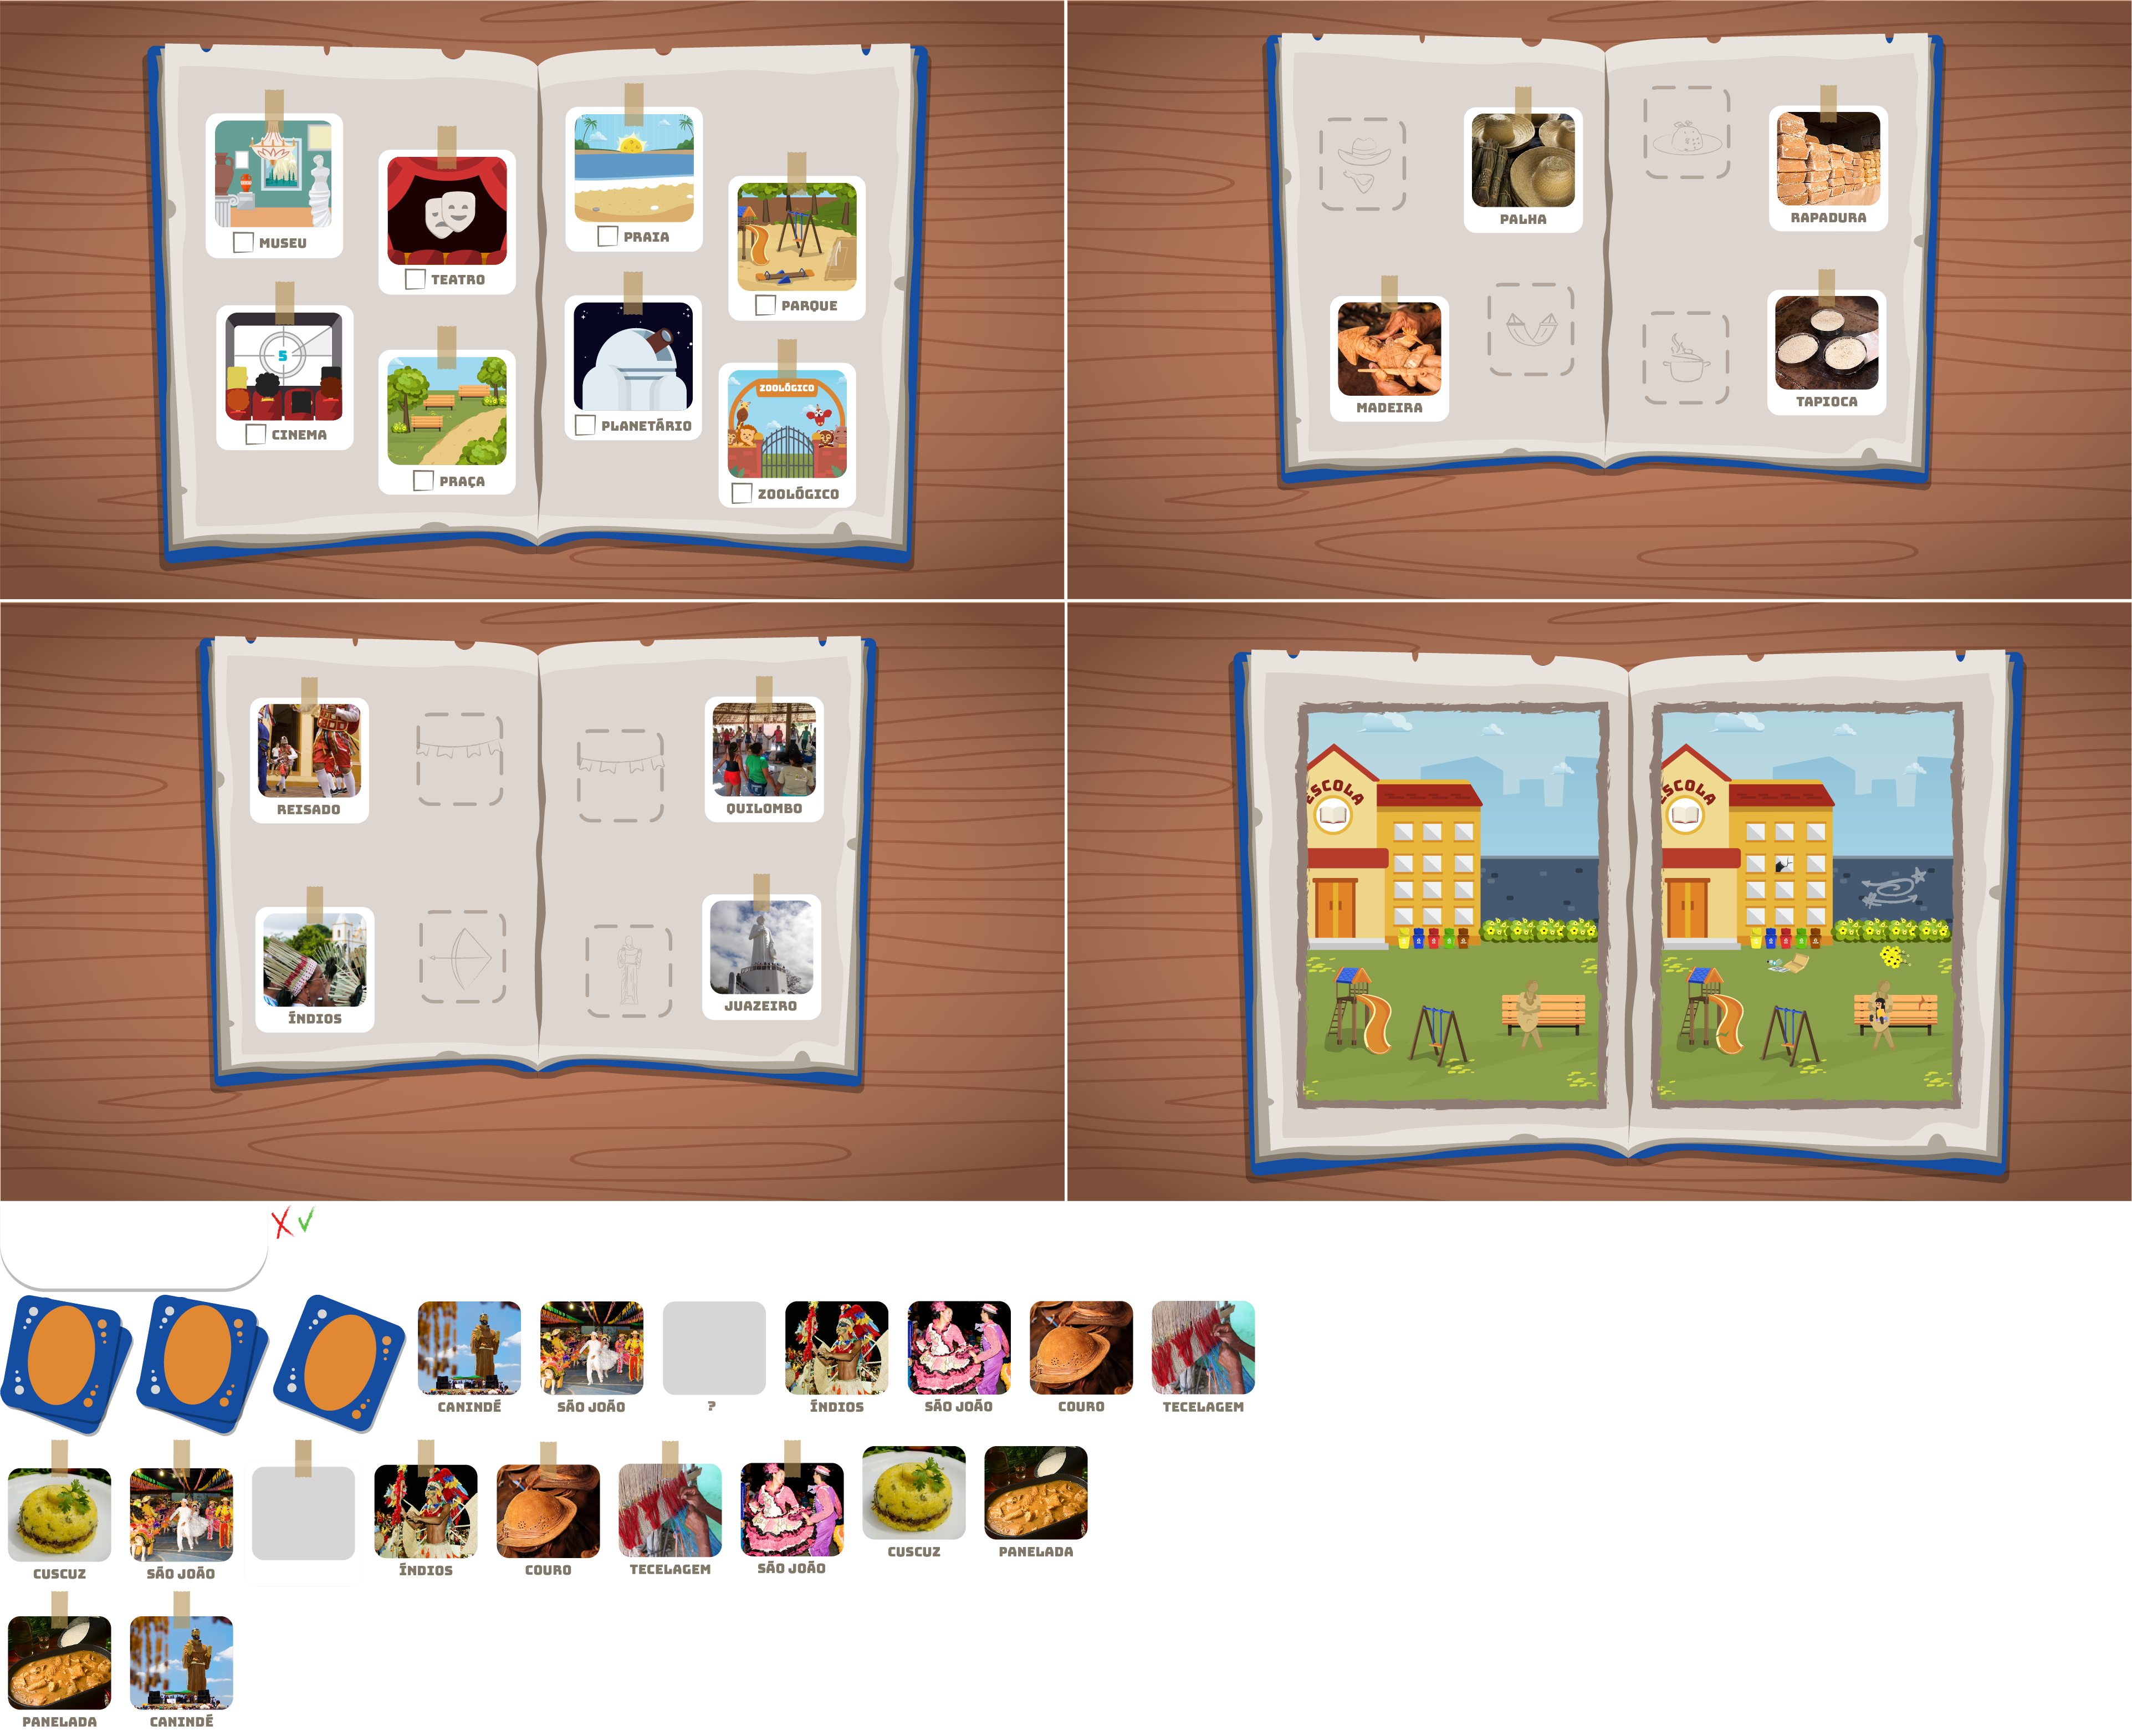 MUSEU
TEATRO
CINEMA
5
PRAÇA
PRAIA
PARQUE
PLANETÁRIO
ZOOLÓGICO
ZOOLÓGICO
PALHA
MADEIRA
RAPADURA
TAPIOCA
REISADO
ÍNDIOS
QUILOMBO
JUAZEIRO
ESCOLA
ESCOLA
CANINDÉ
SÃO JOÃO
?
ÍNDIOS
SÃO JOÃO
COURO
TECELAGEM
CUSCUZ
SÃO JOÃO
ÍNDIOS
COURO
TECELAGEM
SÃO JOÃO
CUSCUZ
PANELADA
PANELADA
CANINDÉ